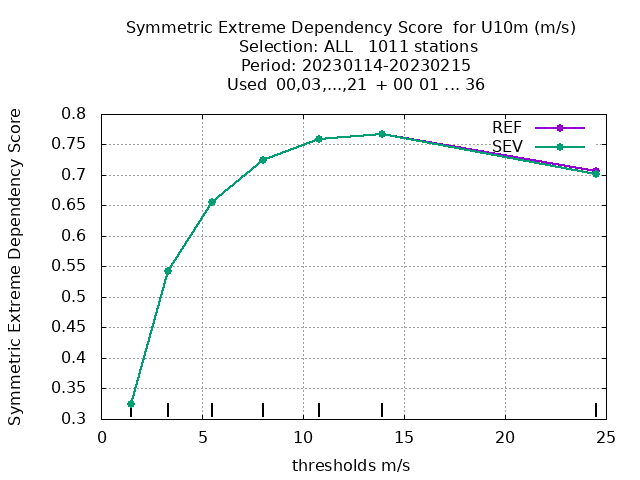 Symmetric Extreme Dependency Score  for U10m (m/s)
Selection: ALL   1011 stations
Period: 20230114-20230215
Used  00,03,...,21  + 00 01 ... 36
Symmetric Extreme Dependency Score
0.8
0.75
0.7
0.65
0.6
0.55
0.5
0.45
0.4
0.35
0.3
REF
SEV
0 5 10 15 20 25
thresholds m/s